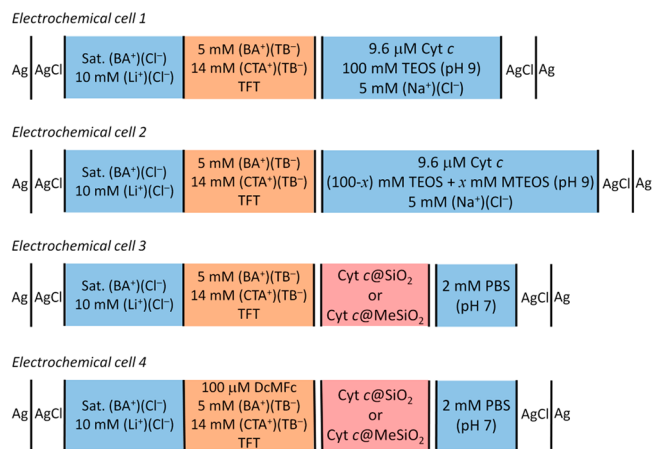 Electrochemical cell 1
Ag AgCl Sat. (BA⁺)(Cl⁻) 10 mM (Li⁺)(Cl⁻) 5 mM (BA⁺)(TB⁻) 14 mM (CTA⁺)(TB⁻) TFT 9.6 μM Cyt c 100 mM TEOS (pH 9) 5 mM (Na⁺)(Cl⁻) AgCl Ag
Electrochemical cell 2
Ag AgCl Sat. (BA⁺)(Cl⁻) 10 mM (Li⁺)(Cl⁻) 5 mM (BA⁺)(TB⁻) 14 mM (CTA⁺)(TB⁻) TFT 9.6 μM Cyt c (100-x) mM TEOS + x mM MTEOS (pH 9) 5 mM (Na⁺)(Cl⁻) AgCl Ag
Electrochemical cell 3
Ag AgCl Sat. (BA⁺)(Cl⁻) 10 mM (Li⁺)(Cl⁻) 5 mM (BA⁺)(TB⁻) 14 mM (CTA⁺)(TB⁻) TFT Cyt c@SiO₂ or Cyt c@MeSiO₂ 2 mM PBS (pH 7) AgCl Ag
Electrochemical cell 4
Ag AgCl Sat. (BA⁺)(Cl⁻) 10 mM (Li⁺)(Cl⁻) 100 μM DcMFc 5 mM (BA⁺)(TB⁻) 14 mM (CTA⁺)(TB⁻) TFT Cyt c@SiO₂ or Cyt c@MeSiO₂ 2 mM PBS (pH 7) AgCl Ag